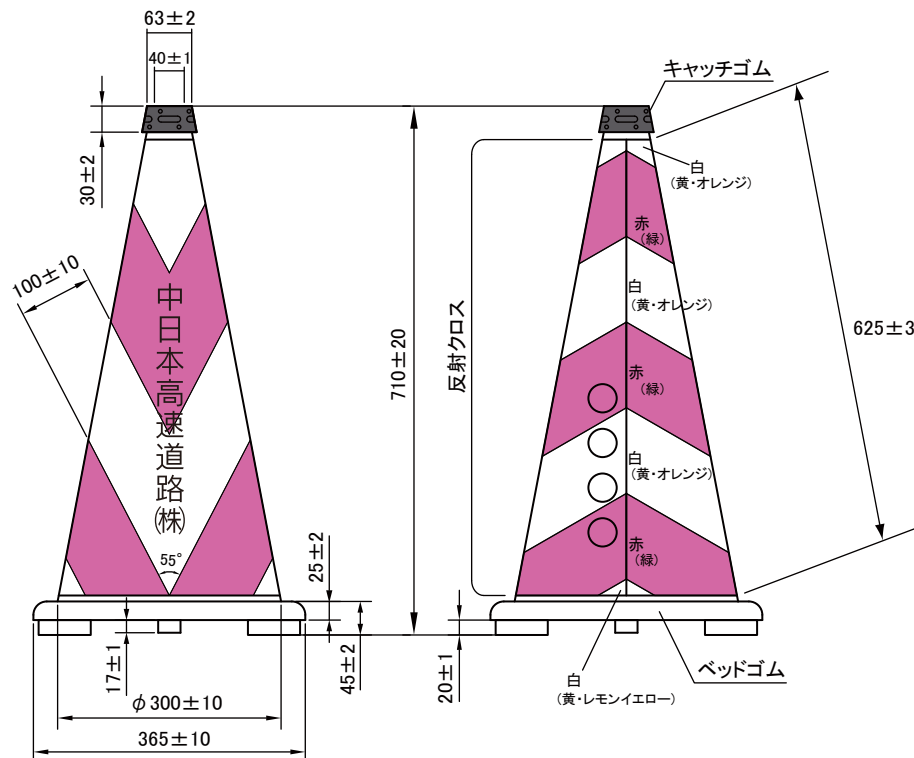 63±2
40±1
30±2
100±10
中日本高速道路(株)
55°
25±2
17±1
45±2
φ300±10
365±10
710±20
キャッチゴム
白
(黄・オレンジ)
赤
(緑)
白
(黄・オレンジ)
赤
(緑)
白
(黄・オレンジ)
赤
(緑)
反射クロス
625±3
20±1
白
(黄・レモンイエロー)
ベッドゴム